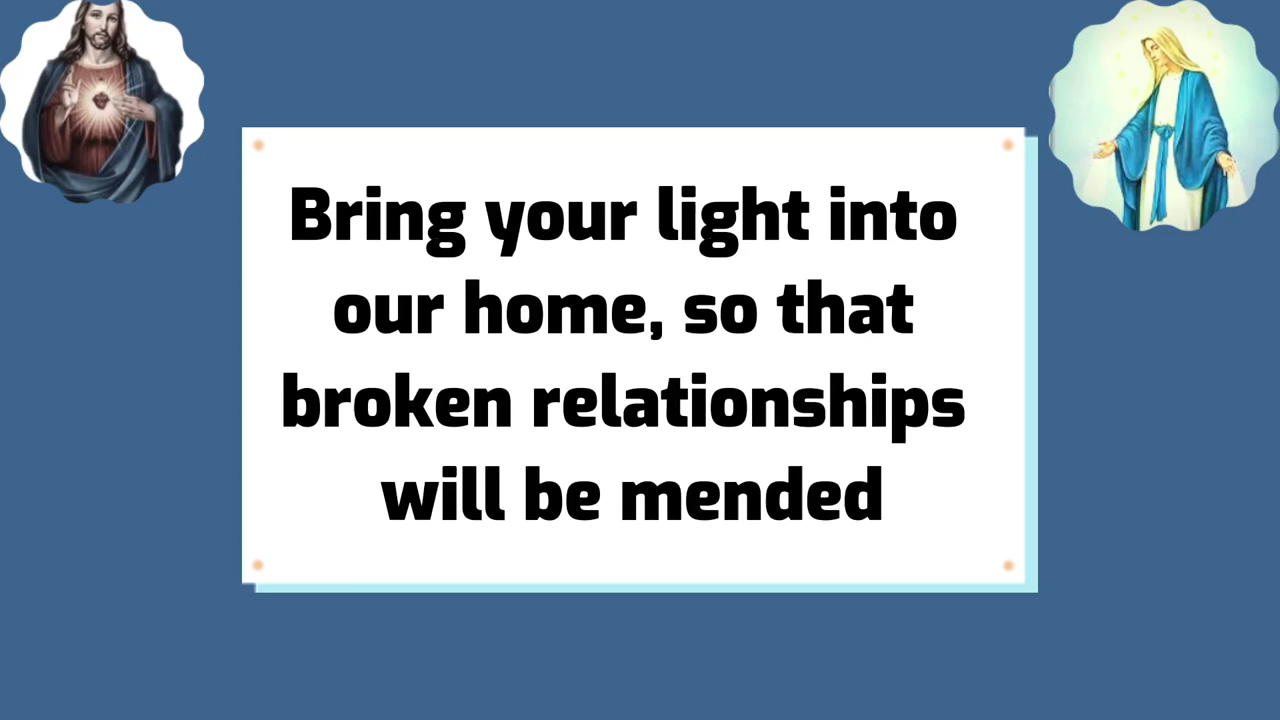 Bring your light into
our home, so that
broken relationships
will be mended